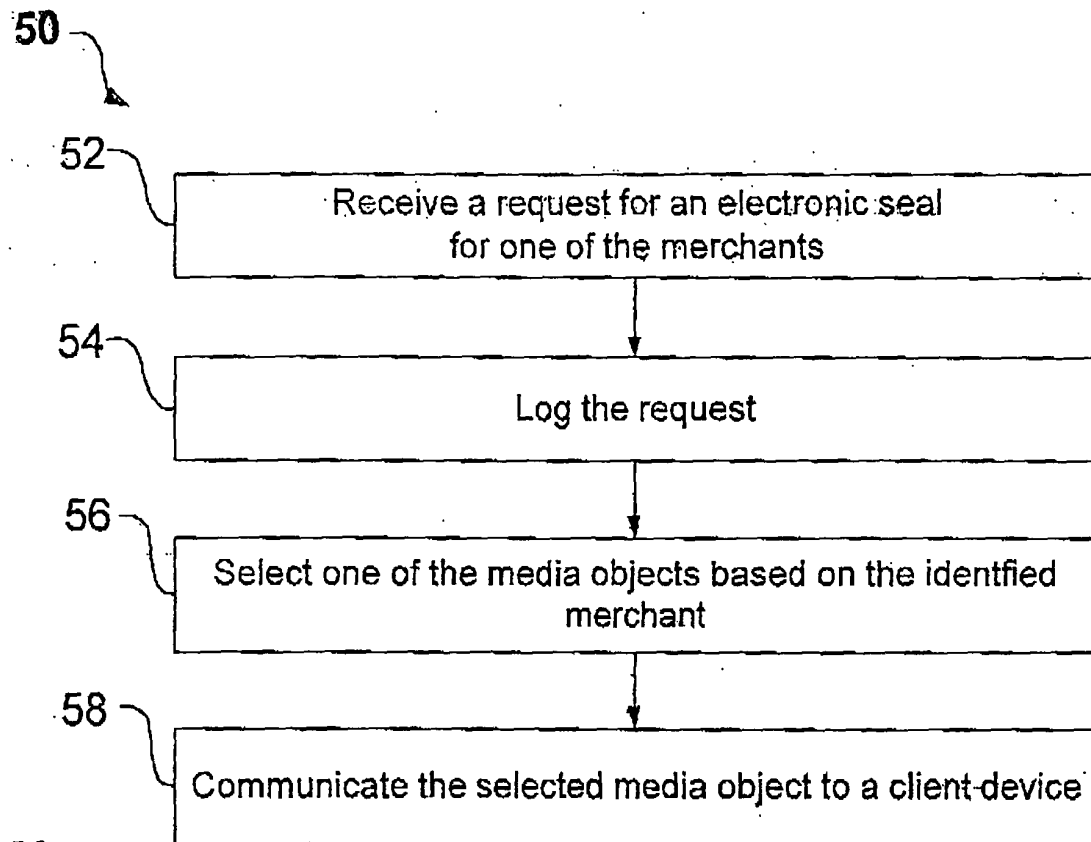 50
52
Receive a request for an electronic seal
for one of the merchants
54
Log the request
56
Select one of the media objects based on the identfied
merchant
58
Communicate the selected media object to a client device